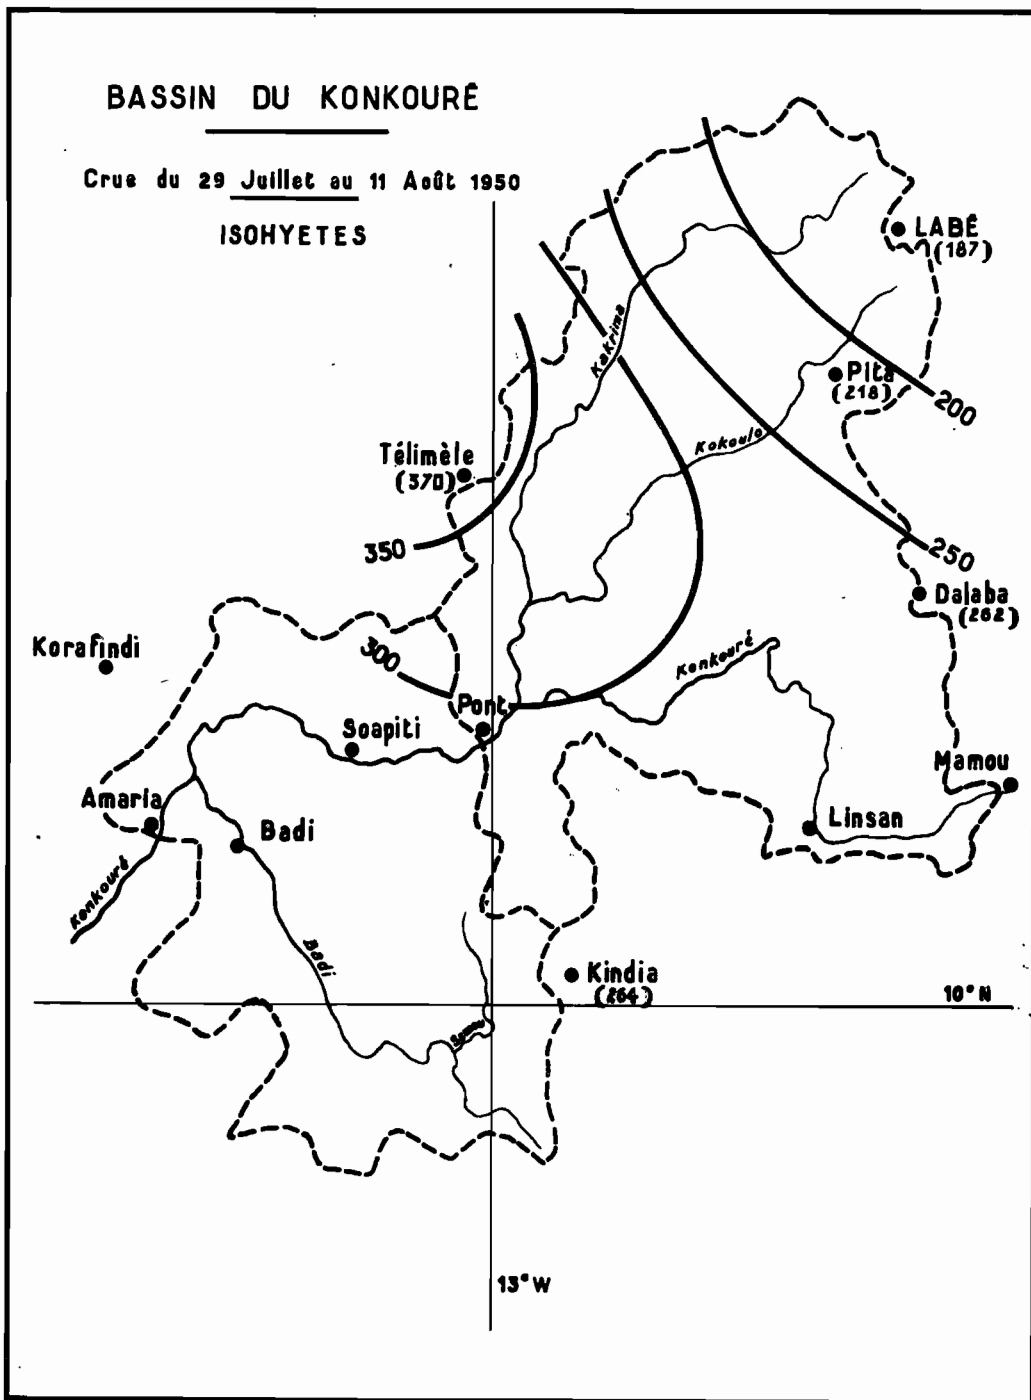 BASSIN DU KONKOURÉ
Crue du 29 Juillet au 11 Août 1950
ISOHYETES
LABÉ
(187)
Kakrima
Pita
(218)
200
Kokoulo
Télimèle
(370)
350
250
Dalaba
(262)
Korafindi
300
Konkouré
Pont
Soapiti
Mamou
Amaria
Badi
Linsan
Konkouré
Badi
Kindia
(264)
10° N
13° W